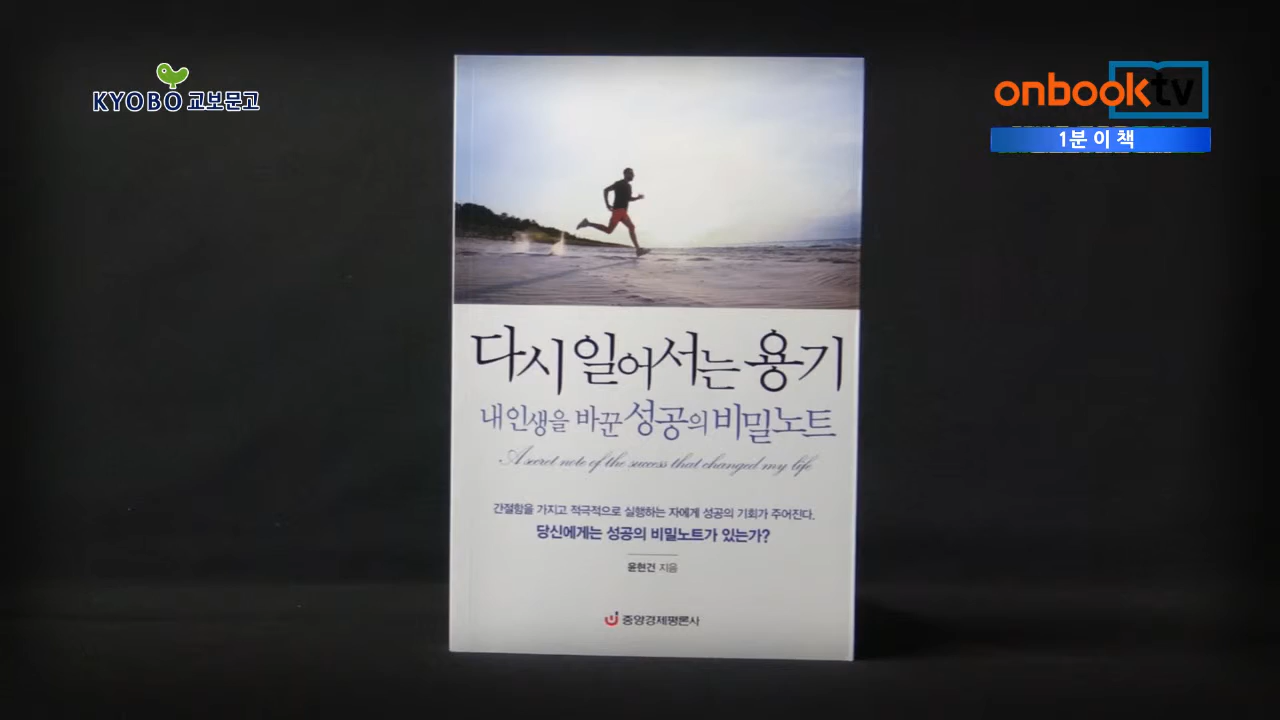 KYOBO 교보문고
onbooktv
1분 이 책
다시 일어서는 용기
내 인생을 바꾼 성공의 비밀노트
A secret note of the success that changed my life
간절함을 가지고 적극적으로 실행하는 자에게 성공의 기회가 주어진다.
당신에게는 성공의 비밀노트가 있는가?
윤현건 지음
중앙경제평론사